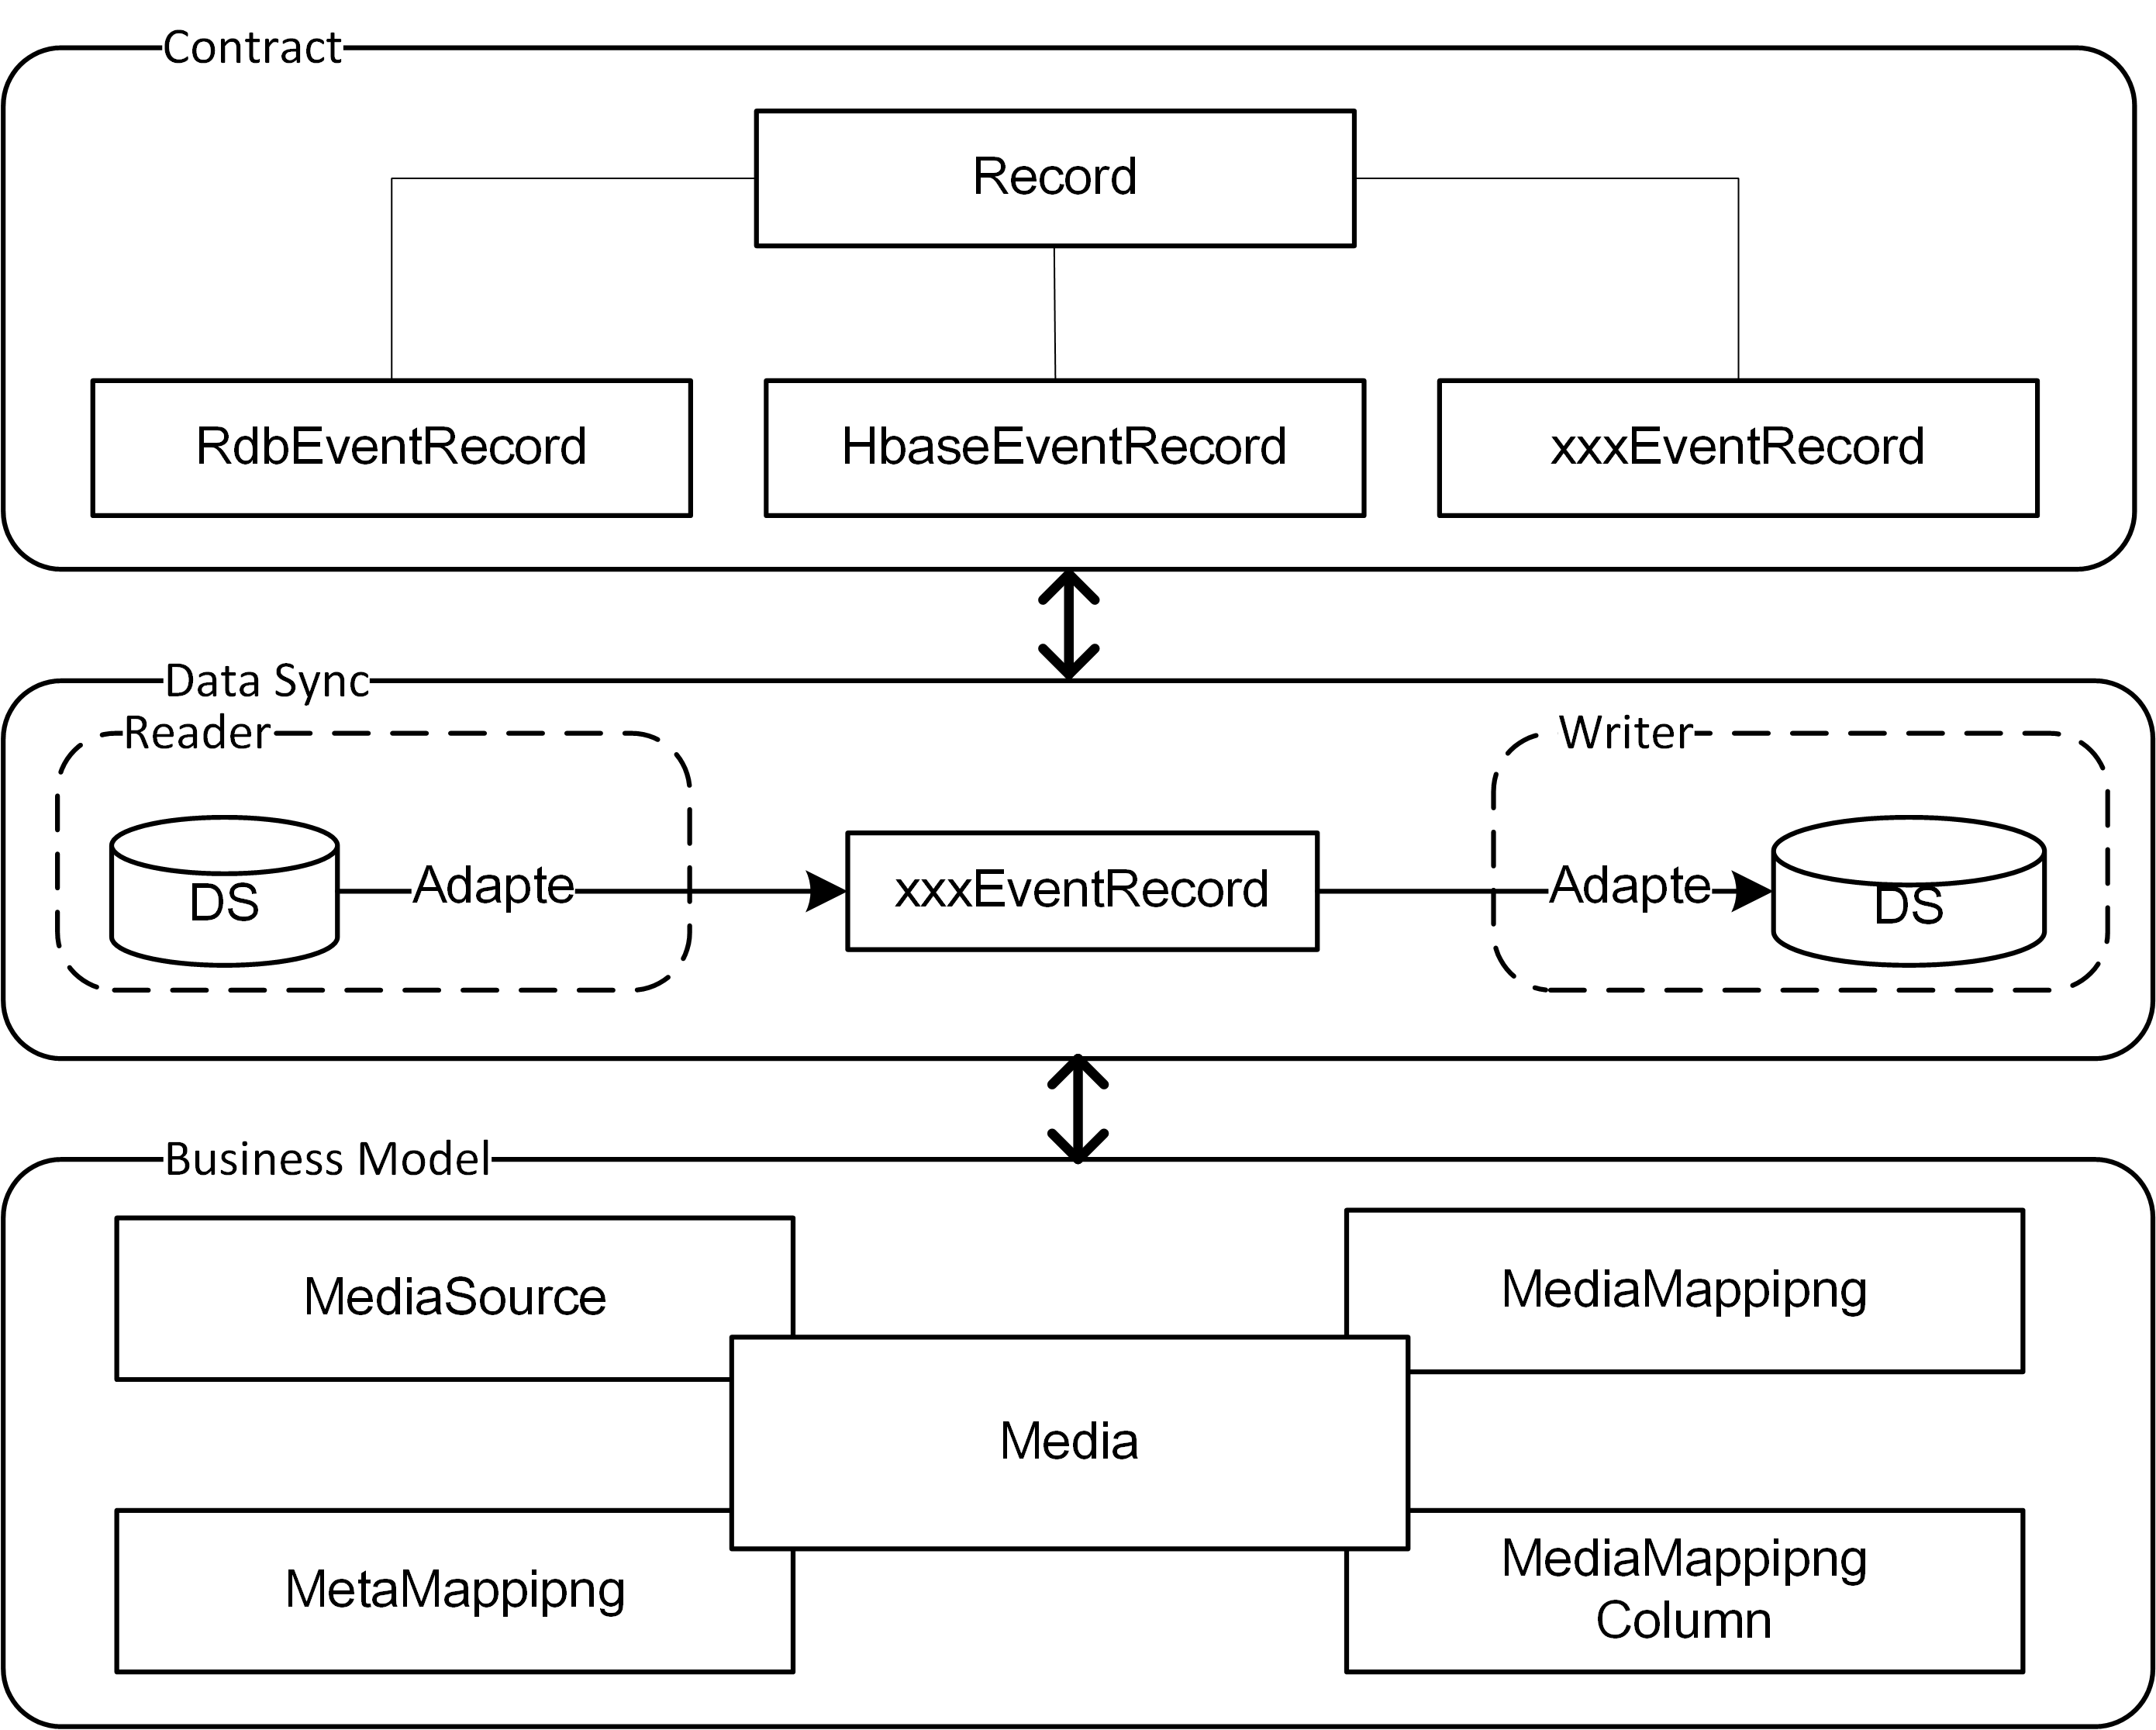 Contract
Record
RdbEventRecord
HbaseEventRecord
xxxEventRecord
Data Sync
Reader
Writer
DS
Adapte
xxxEventRecord
Adapte
DS
Business Model
MediaSource
MediaMappipng
Media
MetaMappipng
MediaMappipng
Column